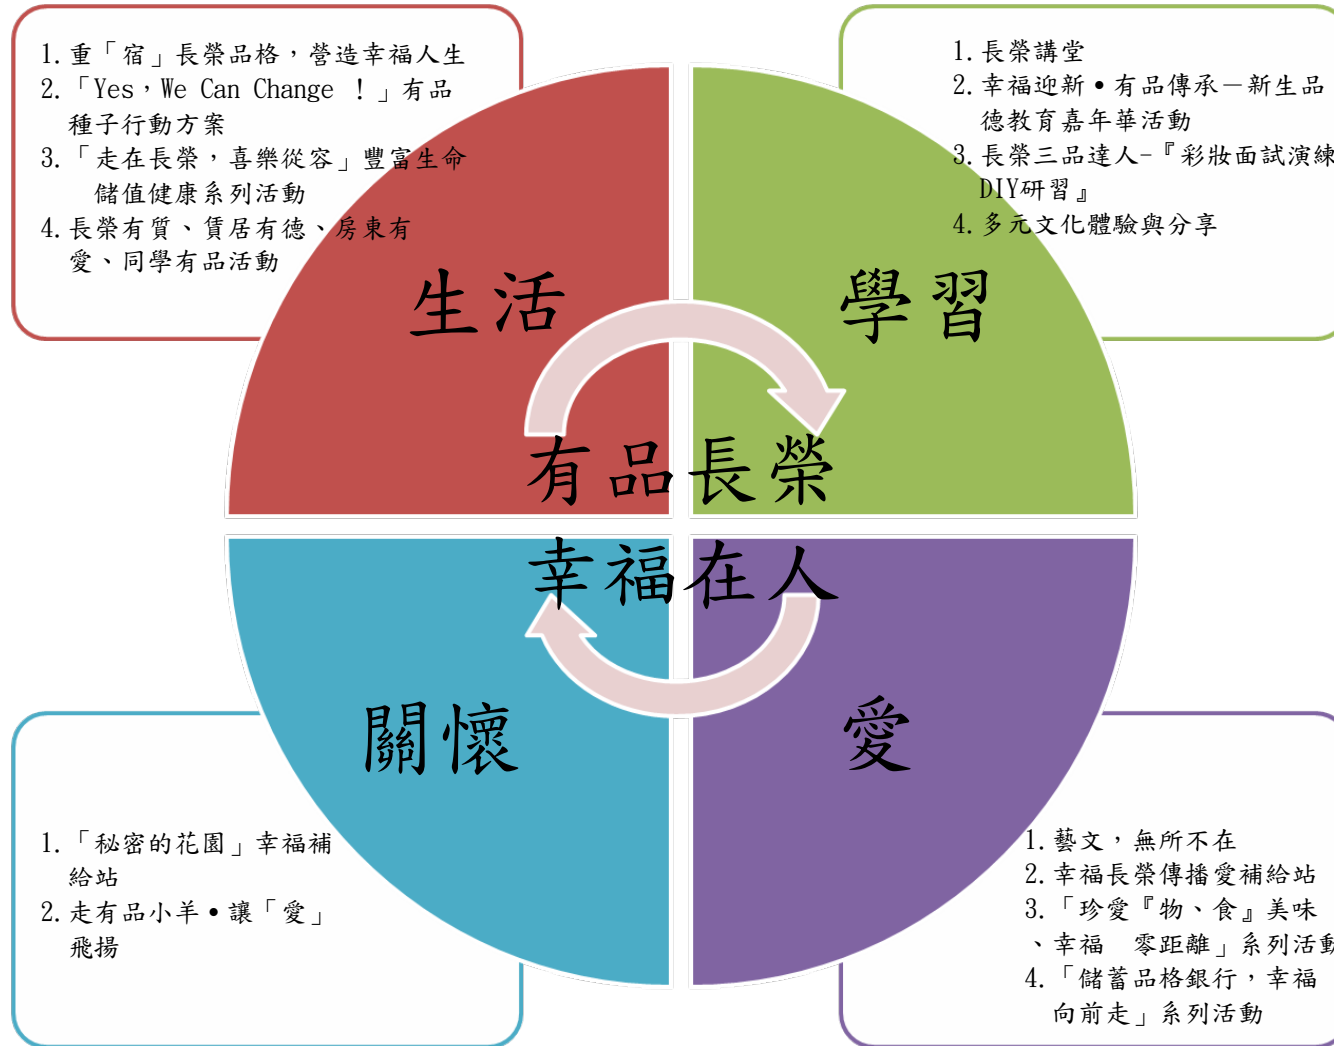 1. 重「宿」長榮品格，營造幸福人生
2. 「Yes，We Can Change ！」有品
種子行動方案
3. 「走在長榮，喜樂從容」豐富生命
儲值健康系列活動
4. 長榮有質、賃居有德、房東有
愛、同學有品活動
1. 長榮講堂
2. 幸福迎新•有品傳承－新生品
德教育嘉年華活動
3. 長榮三品達人-『彩妝面試演練
DIY研習』
4. 多元文化體驗與分享
生活
學習
有品長榮
幸福在人
關懷
愛
1. 「秘密的花園」幸福補
給站
2. 走有品小羊•讓「愛」
飛揚
1. 藝文，無所不在
2. 幸福長榮傳播愛補給站
3. 「珍愛『物、食』美味
、幸福　零距離」系列活動
4. 「儲蓄品格銀行，幸福
向前走」系列活動